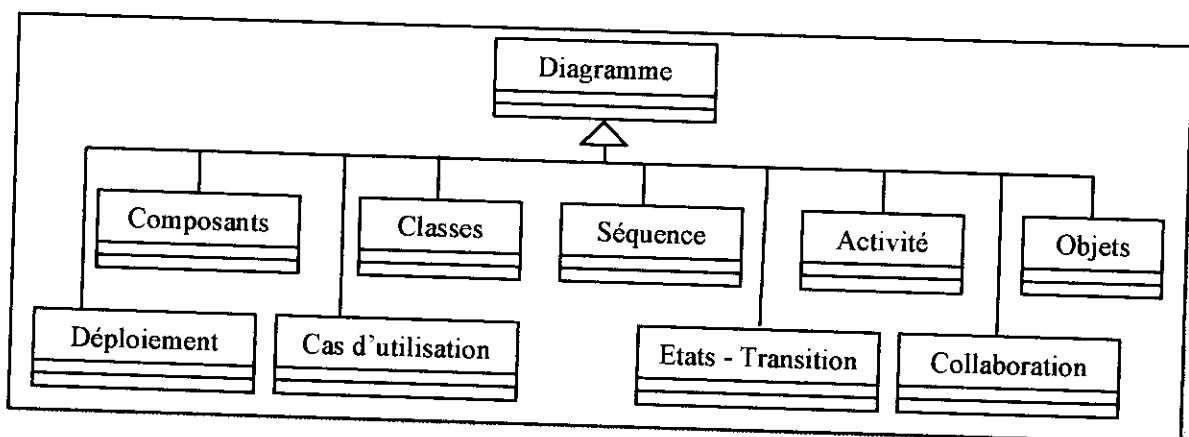 Diagramme
Composants
Classes
Séquence
Activité
Objets
Déploiement
Cas d'utilisation
Etats - Transition
Collaboration